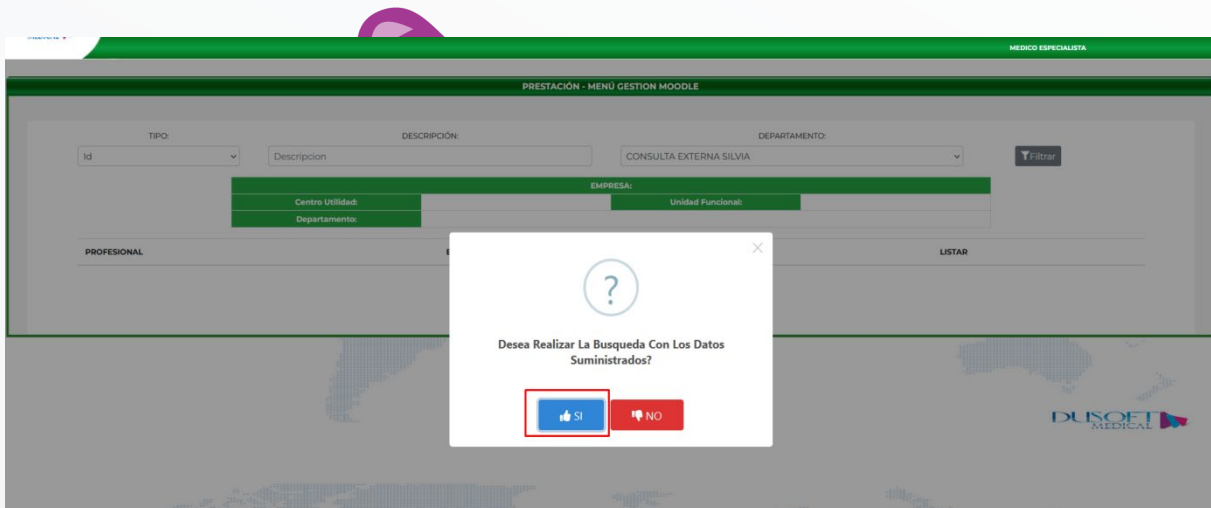 MEDICO ESPECIALISTA
PRESTACIÓN - MENÚ GESTION MOODLE
TIPO: DESCRIPCIÓN: DEPARTAMENTO:
Id Descripcion CONSULTA EXTERNA SILVIA Filtrar
EMPRESA:
Centro Utilidad: Unidad Funcional:
Departamento:
PROFESIONAL LISTAR
?
Desea Realizar La Busqueda Con Los Datos
Suministrados?
SI NO
DUSOFT
MEDICAL